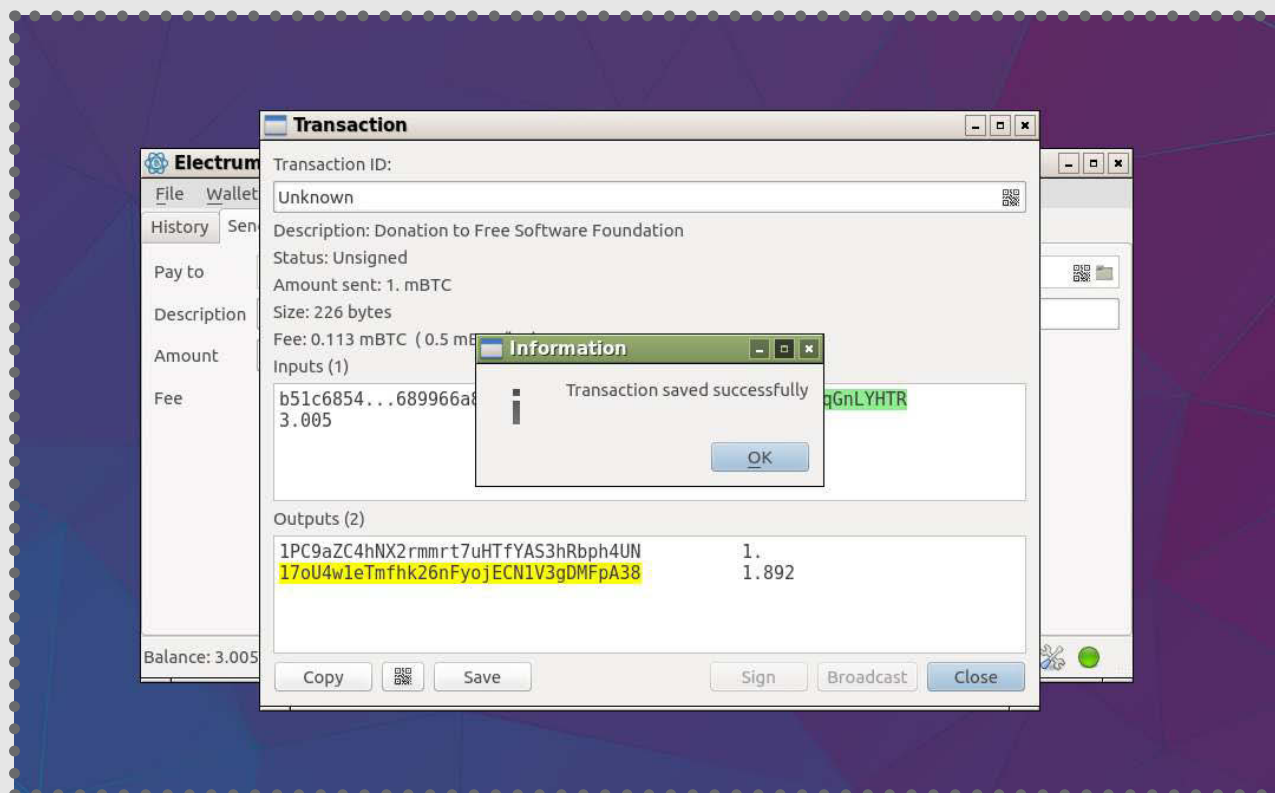 Transaction
Electrum
Transaction ID:
File Wallet
Unknown
History
Description: Donation to Free Software Foundation
Status: Unsigned
Pay to
Amount sent: 1. mBTC
Size: 226 bytes
Description
Fee: 0.113 mBTC ( 0.5
Information
Amount
Inputs (1)
Transaction saved successfully
Fee
b51c6854...689966a8 qGnLYHTR
3.005
OK
Outputs (2)
1PC9aZC4hNX2rmmrt7uHTfYAS3hRbph4UN 1.
17oU4w1eTmfhk26nFyojECN1V3gDMFpA38 1.892
Balance: 3.005
Copy Save Sign Broadcast Close